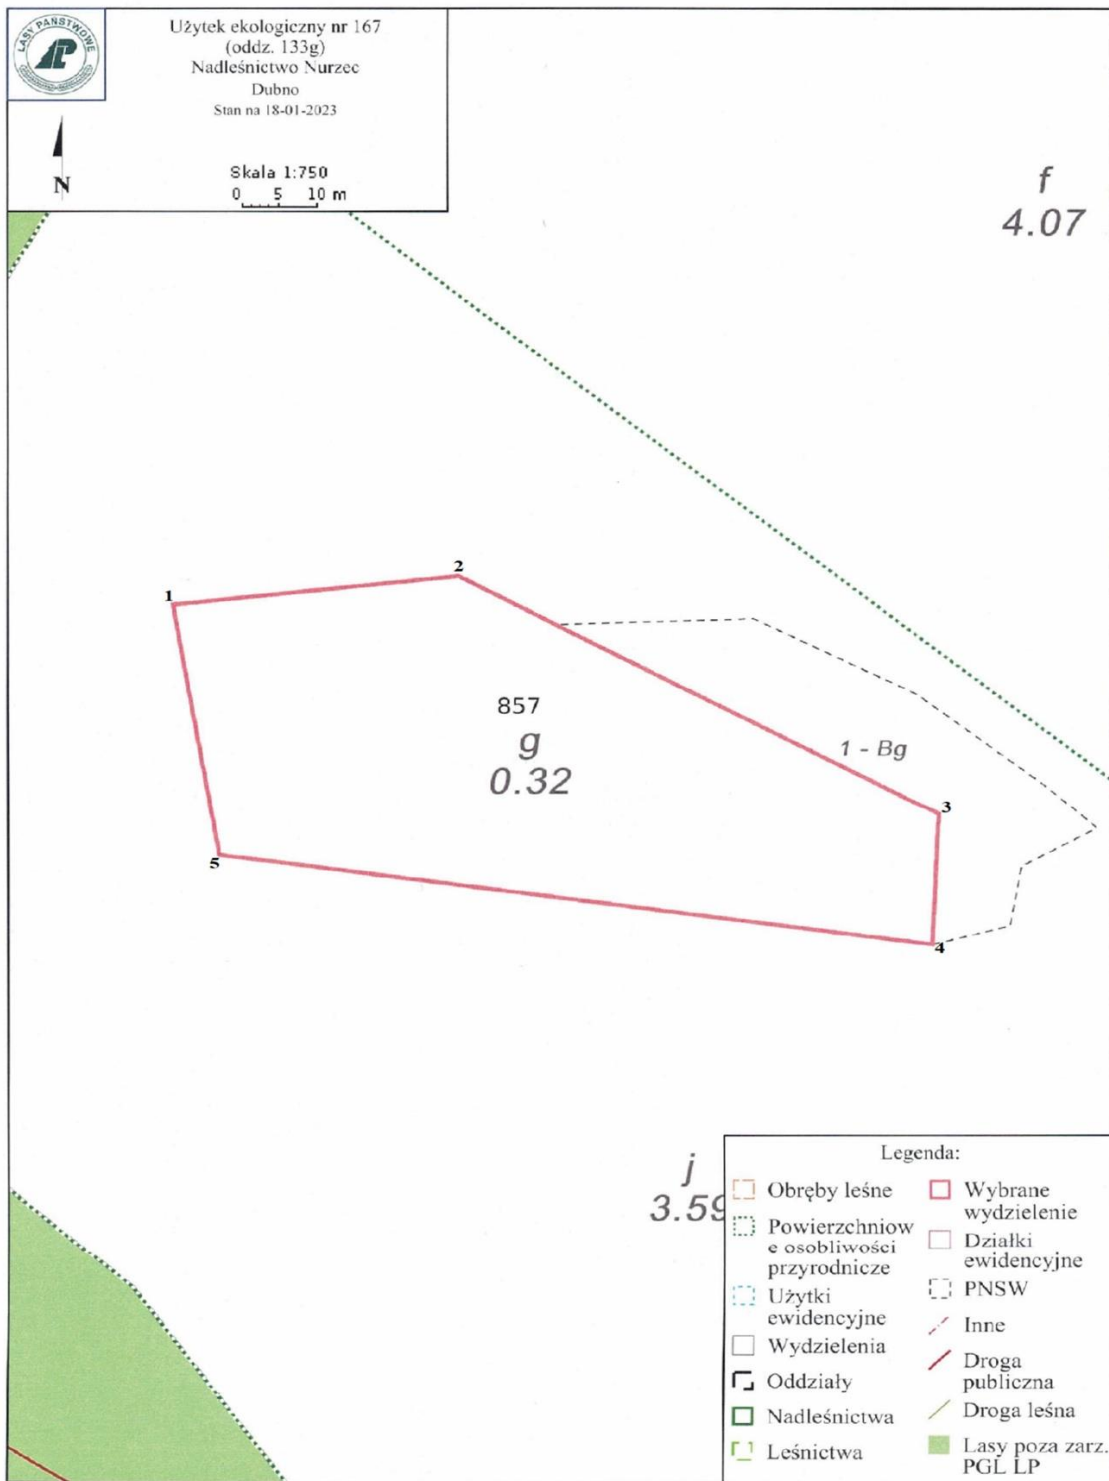 LASY PAŃSTWOWE
Użytek ekologiczny nr 167
(oddz. 133g)
Nadleśnictwo Nurzec
Dubno
Stan na 18-01-2023
N
Skala 1:750
0 5 10 m
f
4.07
1
2
857
g
0.32
1 - Bg
3
5
4
j
3.59
Legenda:
Obręby leśne
Powierzchniow
e osobliwości
przyrodnicze
Użytki
ewidencyjne
Wydzielenia
Oddziały
Nadleśnictwa
Leśnictwa
Wybrane
wydzielenie
Działki
ewidencyjne
PNSW
Inne
Droga
publiczna
Droga leśna
Lasy poza zarz.
PGL LP